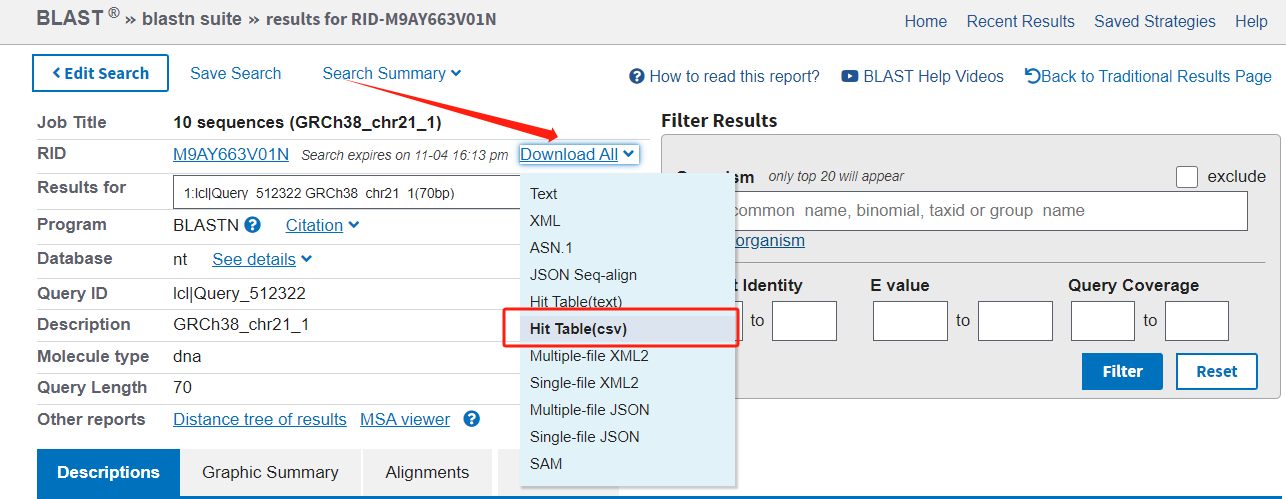 BLAST ® » blastn suite » results for RID-M9AY663V01N
Home Recent Results Saved Strategies Help
Edit Search Save Search Search Summary
How to read this report? BLAST Help Videos Back to Traditional Results Page
Job Title 10 sequences (GRCh38_chr21_1)
RID M9AY663V01N Search expires on 11-04 16:13 pm Download All
Results for 1:lcl|Query_512322 GRCh38_chr21_1(70bp)
Program BLASTN ? Citation
Database nt See details
Query ID lcl|Query_512322
Description GRCh38_chr21_1
Molecule type dna
Query Length 70
Other reports Distance tree of results MSA viewer ?
Text
XML
ASN.1
JSON Seq-align
Hit Table(text)
Hit Table(csv)
Multiple-file XML2
Single-file XML2
Multiple-file JSON
Single-file JSON
SAM
Filter Results
only top 20 will appear exclude
common name, binomial, taxid or group name
organism
Identity E value Query Coverage
to to to
Filter Reset
Descriptions Graphic Summary Alignments